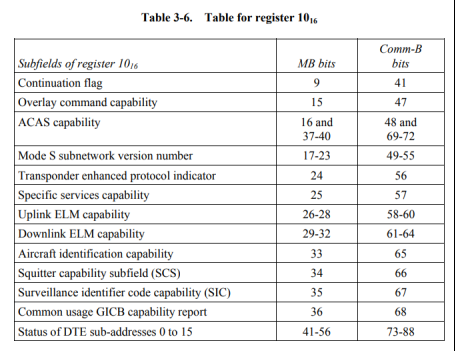 Table 3-6. Table for register 10₁₆
Subfields of register 10₁₆ MB bits Comm-B bits
Continuation flag 9 41
Overlay command capability 15 47
ACAS capability 16 and 37-40 48 and 69-72
Mode S subnetwork version number 17-23 49-55
Transponder enhanced protocol indicator 24 56
Specific services capability 25 57
Uplink ELM capability 26-28 58-60
Downlink ELM capability 29-32 61-64
Aircraft identification capability 33 65
Squitter capability subfield (SCS) 34 66
Surveillance identifier code capability (SIC) 35 67
Common usage GICB capability report 36 68
Status of DTE sub-addresses 0 to 15 41-56 73-88